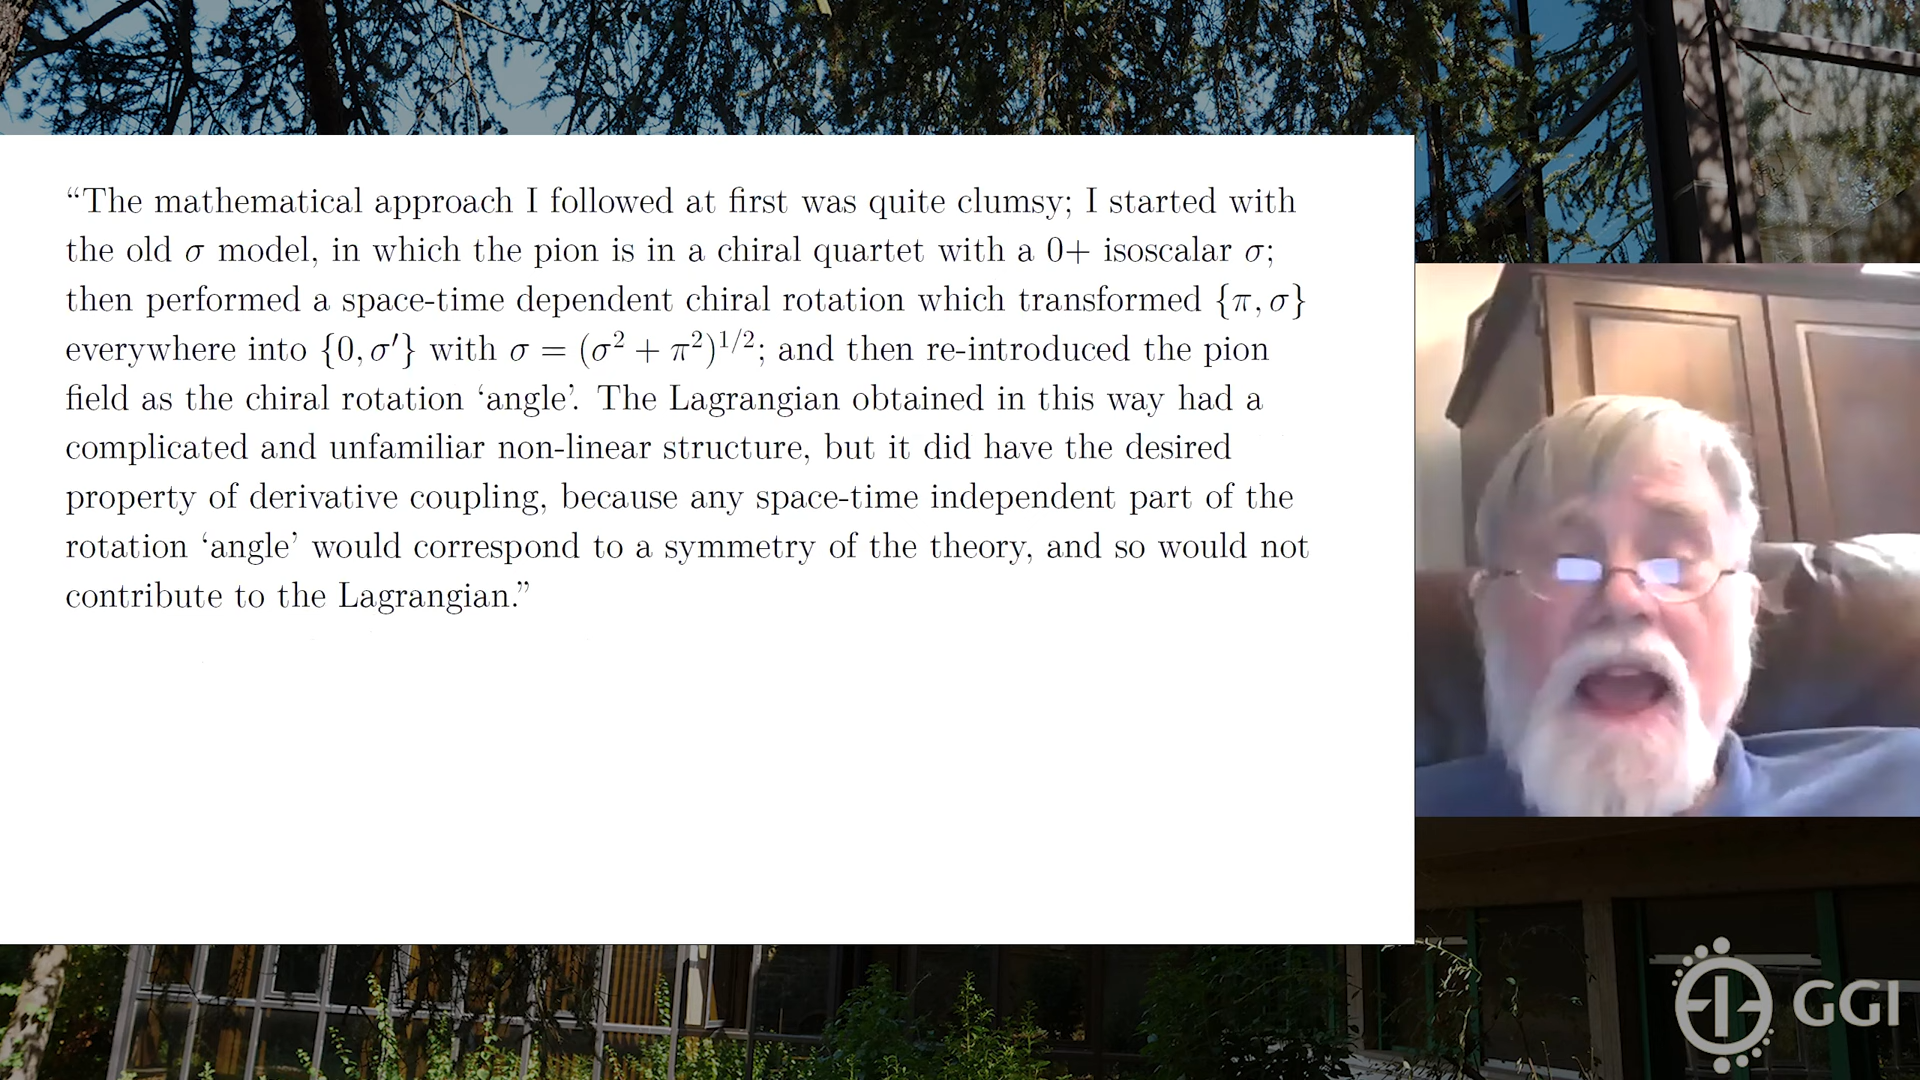 “The mathematical approach I followed at first was quite clumsy; I started with
the old σ model, in which the pion is in a chiral quartet with a 0+ isoscalar σ;
then performed a space-time dependent chiral rotation which transformed {π, σ}
everywhere into {0, σ′} with σ = (σ² + π²)^{1/2}; and then re-introduced the pion
field as the chiral rotation ‘angle’. The Lagrangian obtained in this way had a
complicated and unfamiliar non-linear structure, but it did have the desired
property of derivative coupling, because any space-time independent part of the
rotation ‘angle’ would correspond to a symmetry of the theory, and so would not
contribute to the Lagrangian.”
GGI